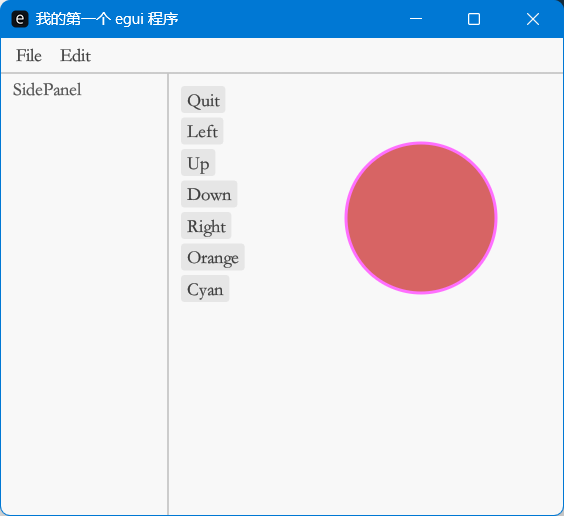 e 我的第一个 egui 程序
File Edit
SidePanel
Quit
Left
Up
Down
Right
Orange
Cyan